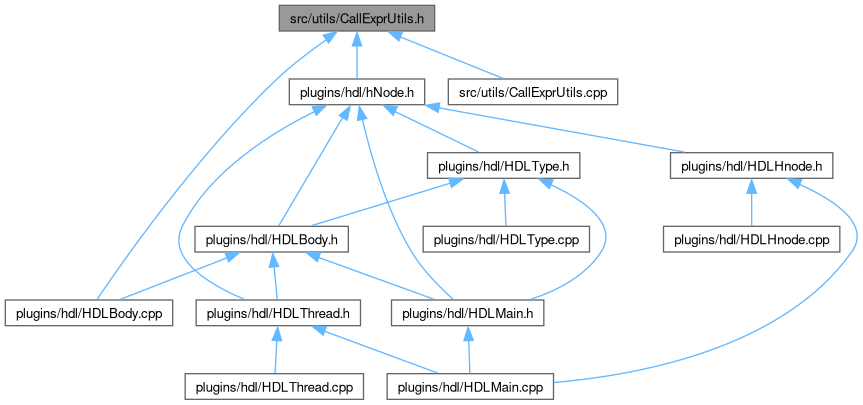 src/utils/CallExprUtils.h
plugins/hdl/hNode.h
src/utils/CallExprUtils.cpp
plugins/hdl/HDLType.h
plugins/hdl/HDLHnode.h
plugins/hdl/HDLBody.h
plugins/hdl/HDLType.cpp
plugins/hdl/HDLHnode.cpp
plugins/hdl/HDLBody.cpp
plugins/hdl/HDLThread.h
plugins/hdl/HDLMain.h
plugins/hdl/HDLThread.cpp
plugins/hdl/HDLMain.cpp